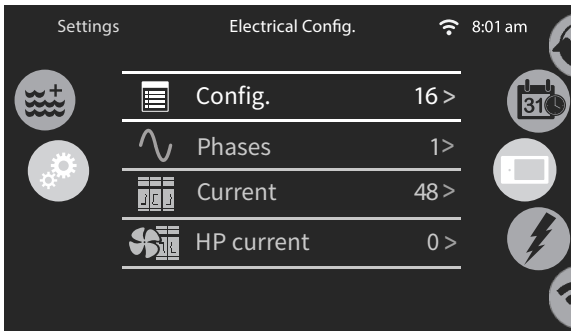 Settings Electrical Config. 8:01 am
Config. 16 >
31
Phases 1>
Current 48 >
HP current 0 >